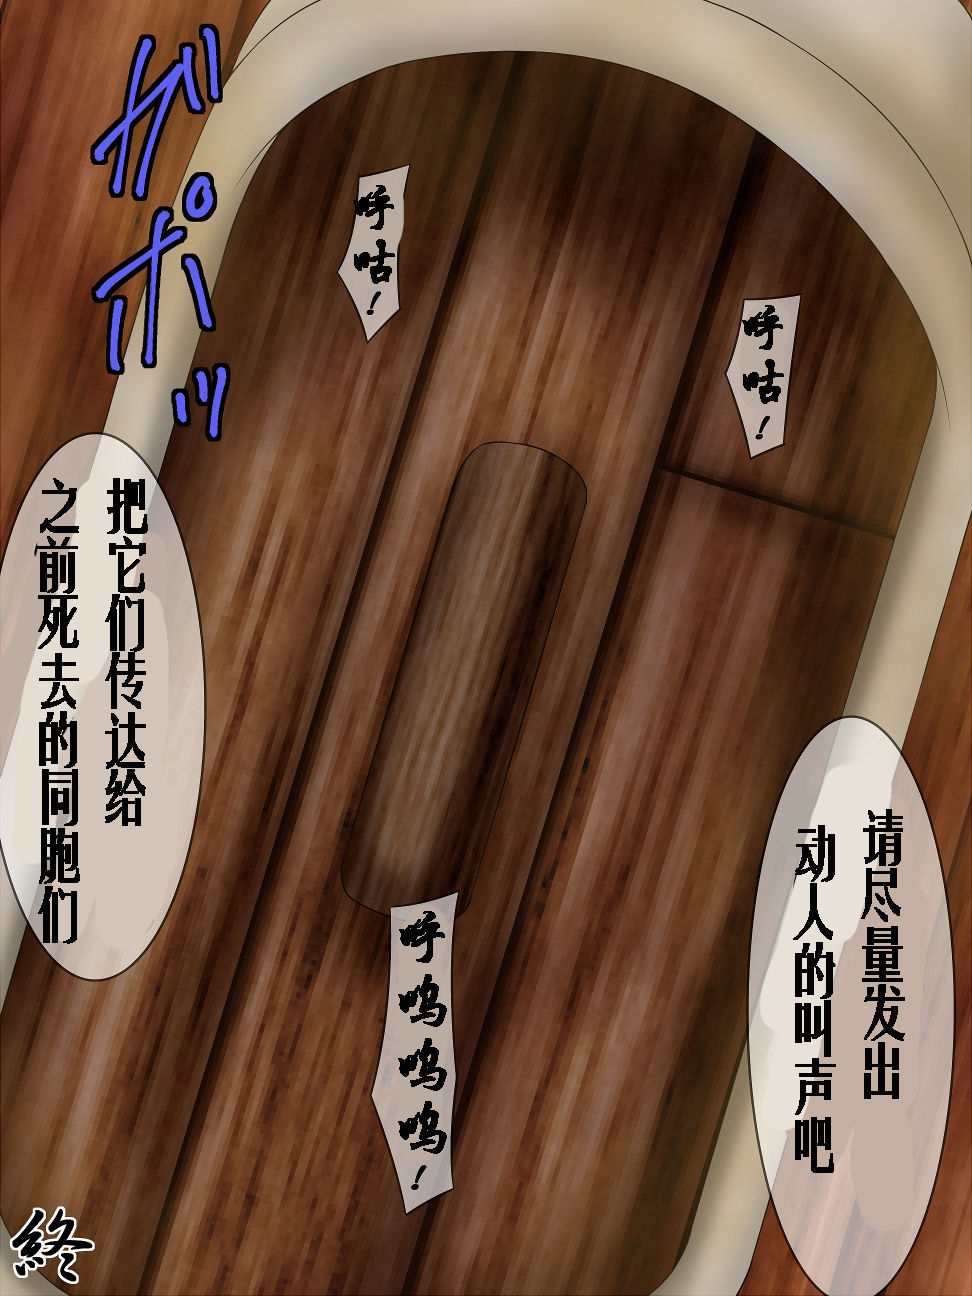 请尽量发出
动人的叫声吧
呼咕！
呼呜呜呜！
呼咕！
ガポッ
把它们传达给
之前死去的同胞们
終